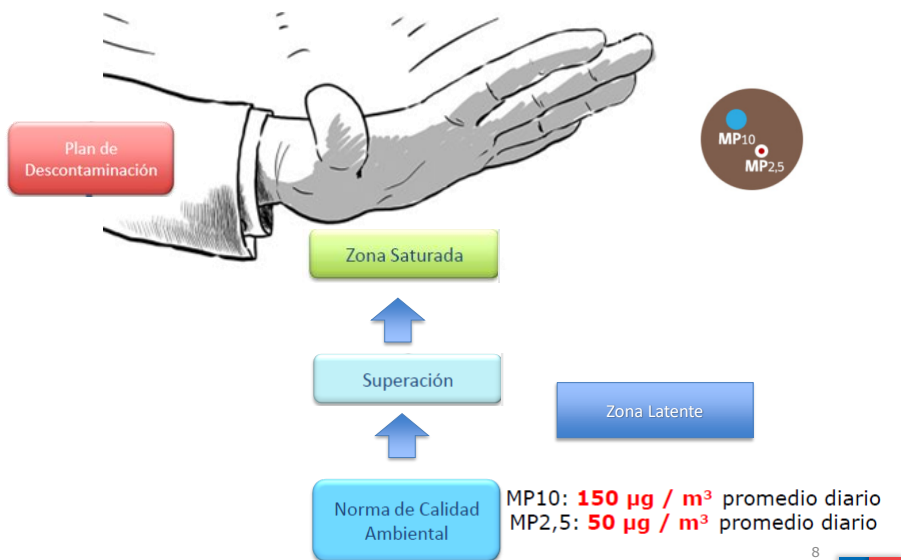 Plan de
Descontaminación
MP10
MP2,5
Zona Saturada
Superación
Zona Latente
Norma de Calidad
Ambiental
MP10: 150 µg / m³ promedio diario
MP2,5: 50 µg / m³ promedio diario
8